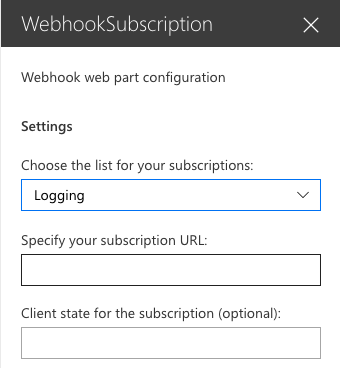 WebhookSubscription
Webhook web part configuration
Settings
Choose the list for your subscriptions:
Logging
Specify your subscription URL:
Client state for the subscription (optional):